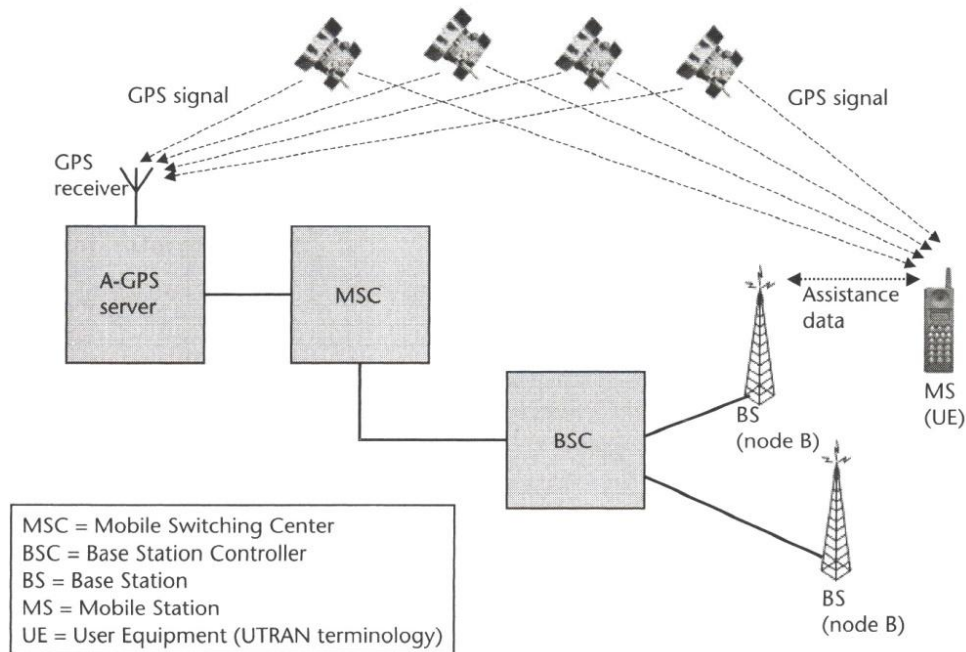 GPS signal
GPS signal
GPS
receiver
A-GPS
server
MSC
Assistance
data
MS
(UE)
BS
(node B)
BSC
BS
(node B)
MSC = Mobile Switching Center
BSC = Base Station Controller
BS = Base Station
MS = Mobile Station
UE = User Equipment (UTRAN terminology)